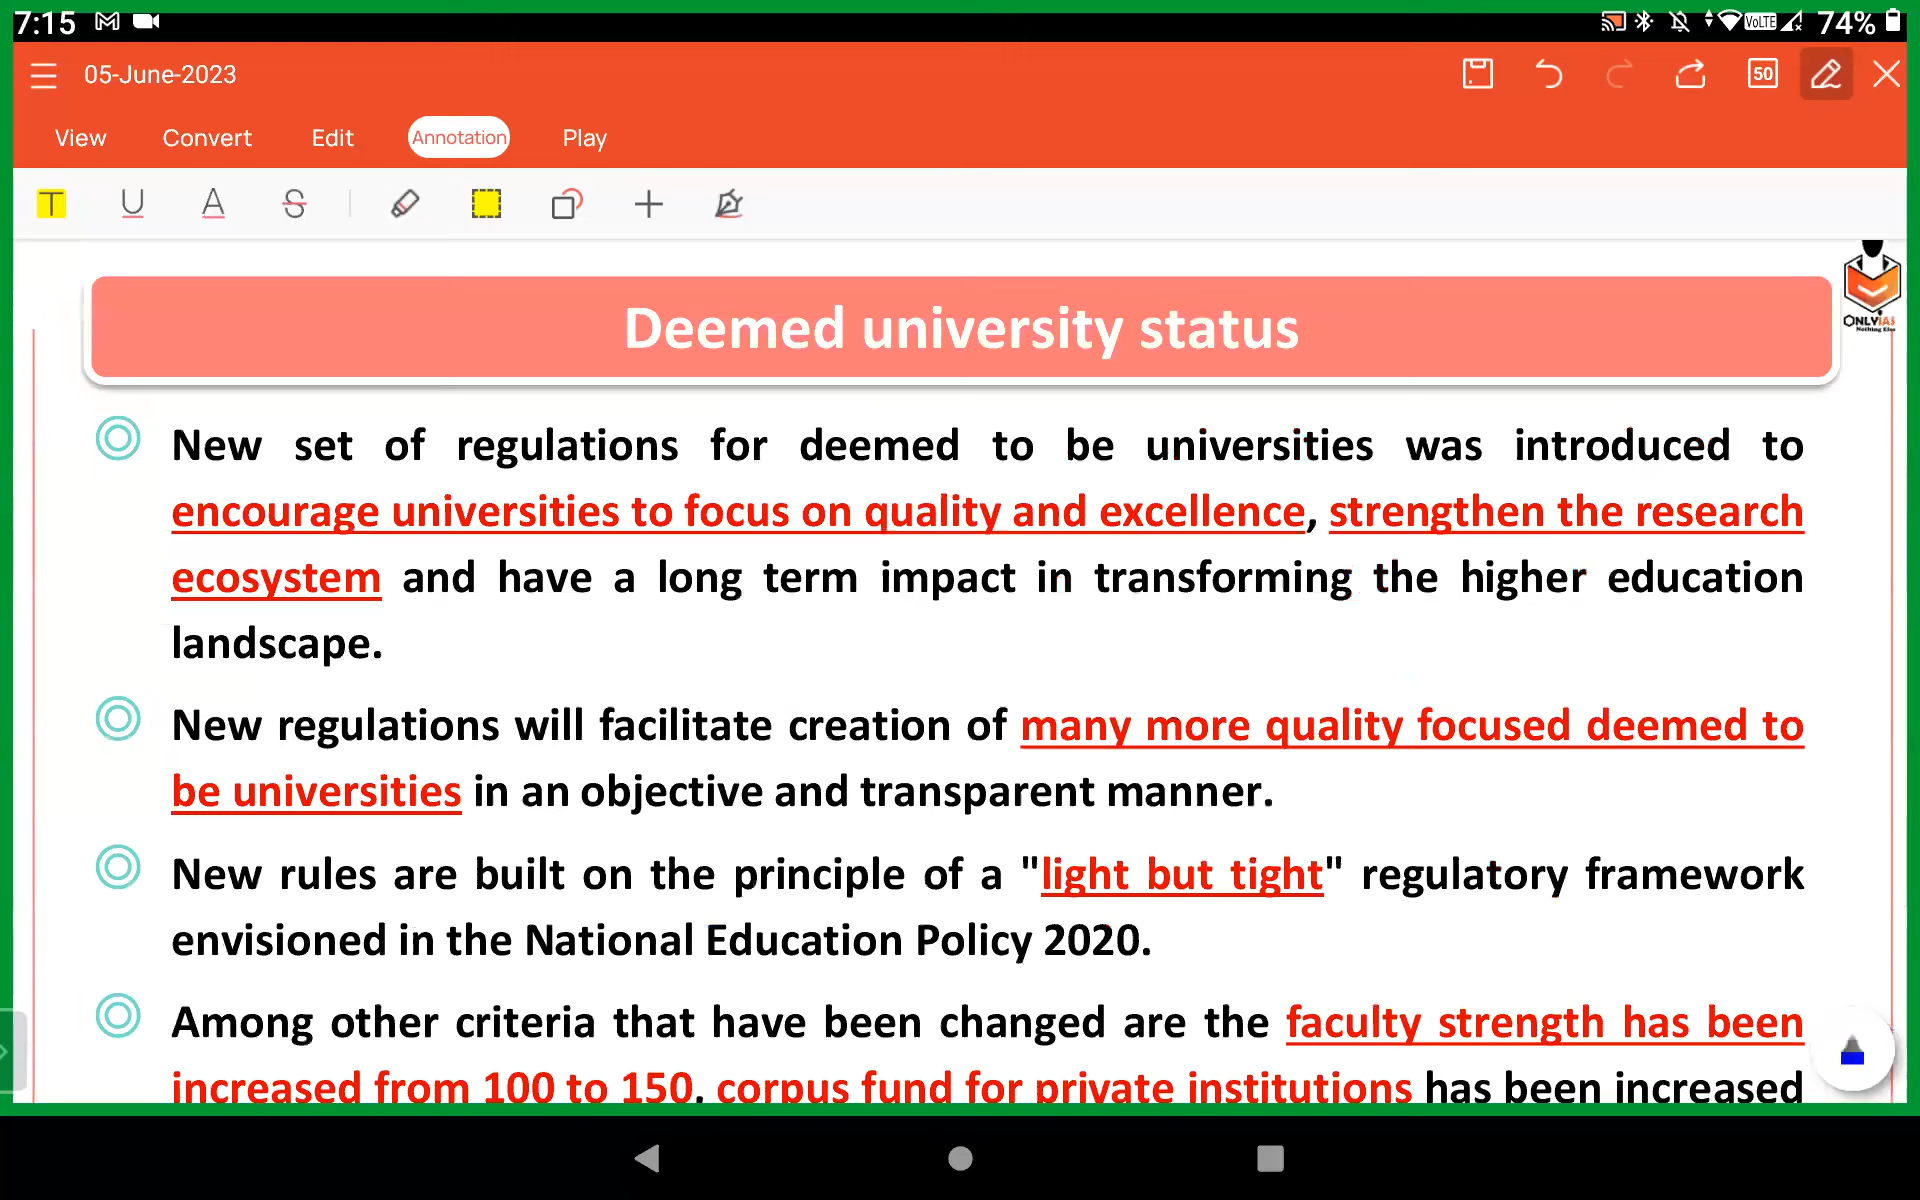 7:15
VoLTE
74%
05-June-2023
50
View Convert Edit Annotation Play
T U A S
Deemed university status
ONLYIAS
Nothing Else
New set of regulations for deemed to be universities was introduced to
encourage universities to focus on quality and excellence, strengthen the research
ecosystem and have a long term impact in transforming the higher education
landscape.
New regulations will facilitate creation of many more quality focused deemed to
be universities in an objective and transparent manner.
New rules are built on the principle of a "light but tight" regulatory framework
envisioned in the National Education Policy 2020.
Among other criteria that have been changed are the faculty strength has been
increased from 100 to 150, corpus fund for private institutions has been increased